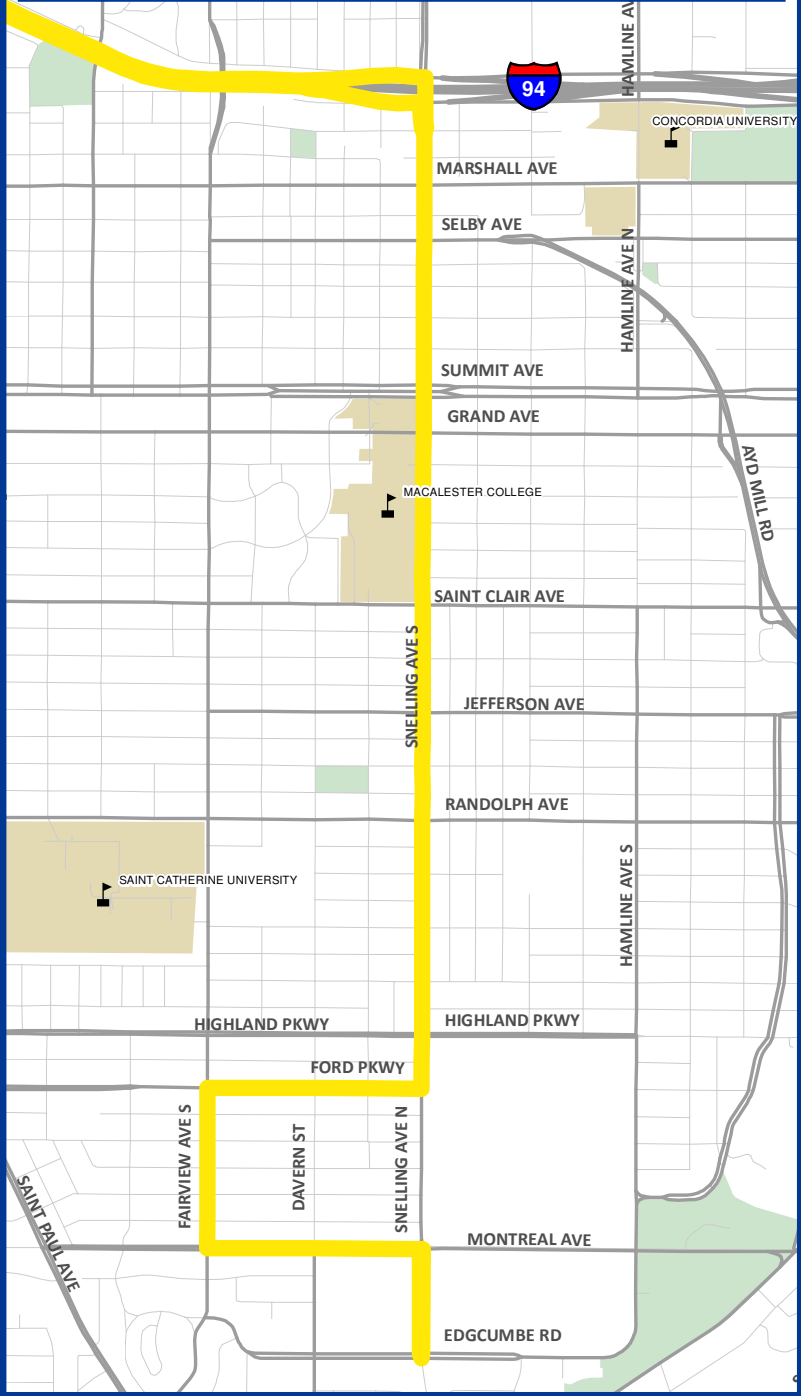 HAMLINE AV
94
CONCORDIA UNIVERSITY
MARSHALL AVE
SELBY AVE
HAMLINE AVE N
SUMMIT AVE
GRAND AVE
AYD MILL RD
MACALESTER COLLEGE
SAINT CLAIR AVE
SNELLING AVE S
JEFFERSON AVE
RANDOLPH AVE
HAMLINE AVE S
SAINT CATHERINE UNIVERSITY
HIGHLAND PKWY
HIGHLAND PKWY
FORD PKWY
FAIRVIEW AVE S
DAVERN ST
SNELLING AVE N
SAINT PAUL AVE
MONTREAL AVE
EDGCUMBE RD